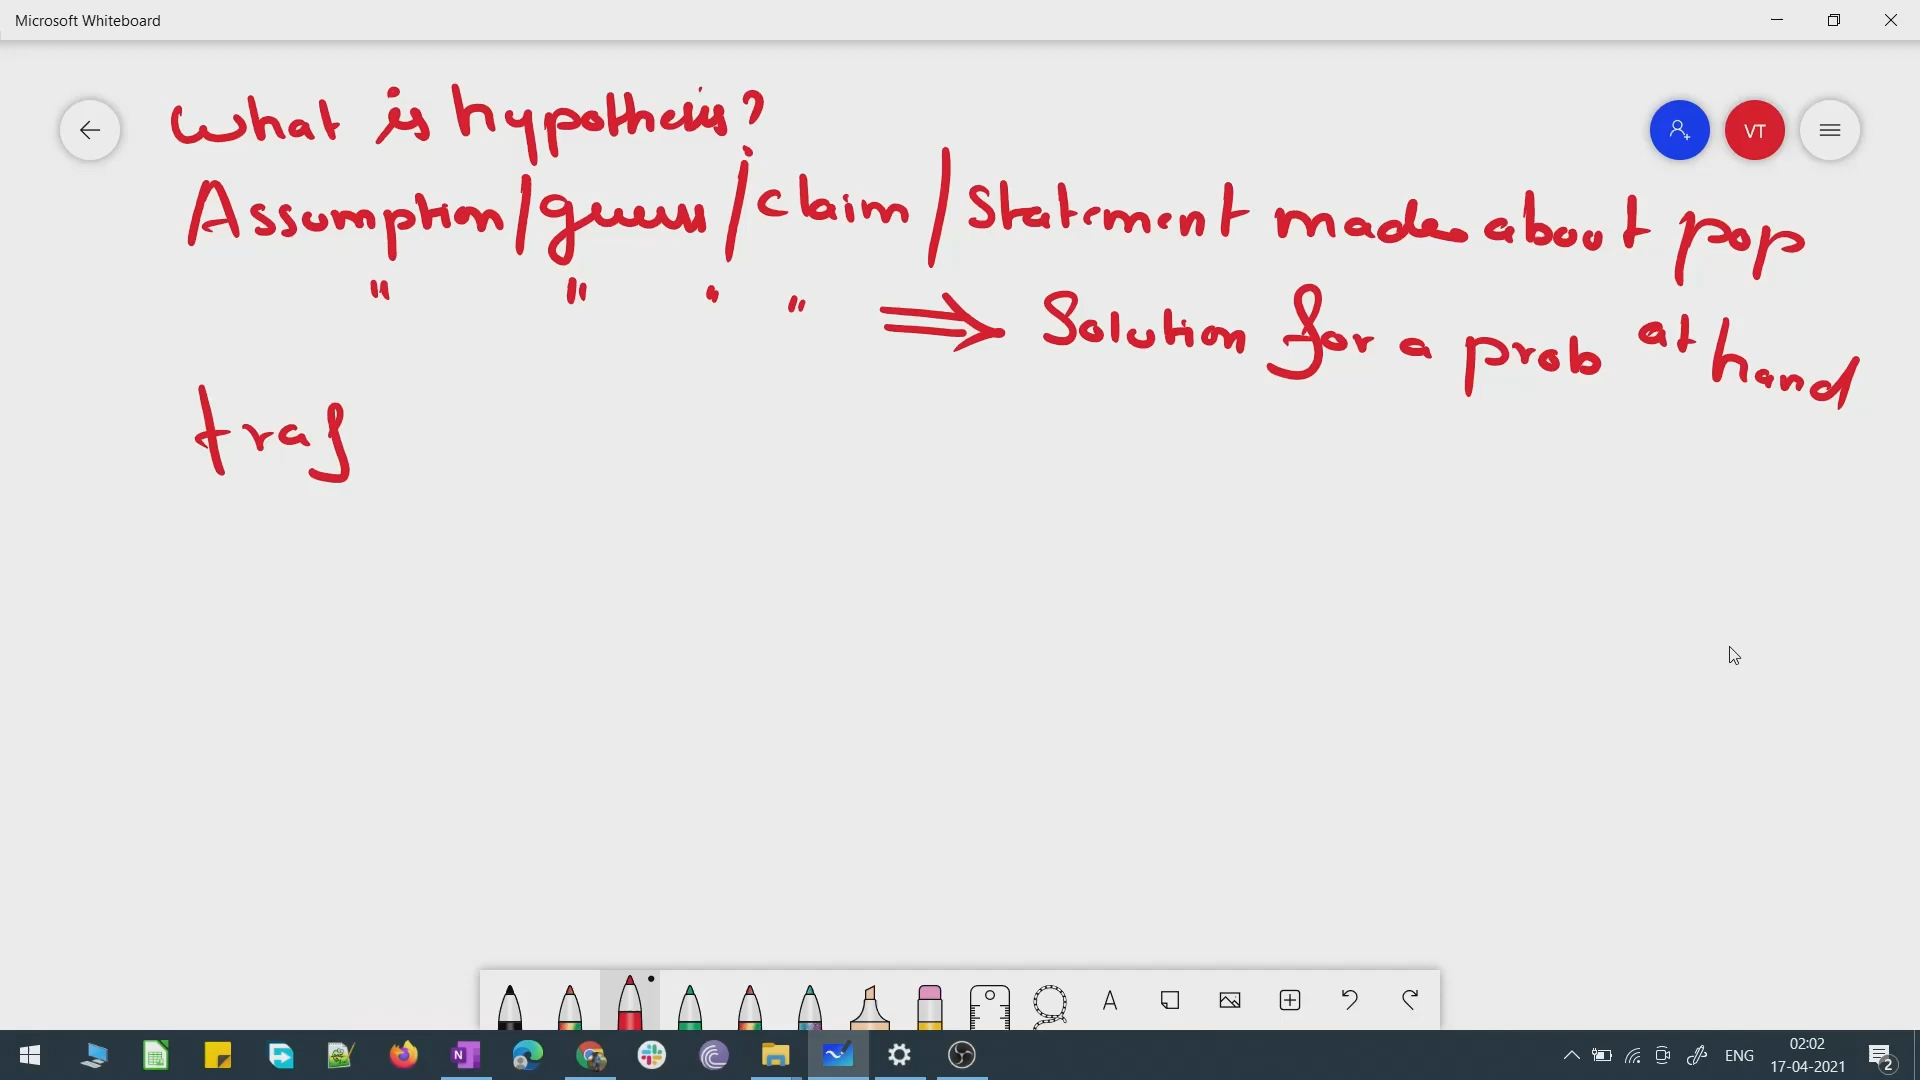 Microsoft Whiteboard
What is hypothesis?
VT
Assumption/guess/claim/statement made about pop
" " " " ⇒ Solution for a prob at hand
traf
A
N
ENG
02:02
17-04-2021
2